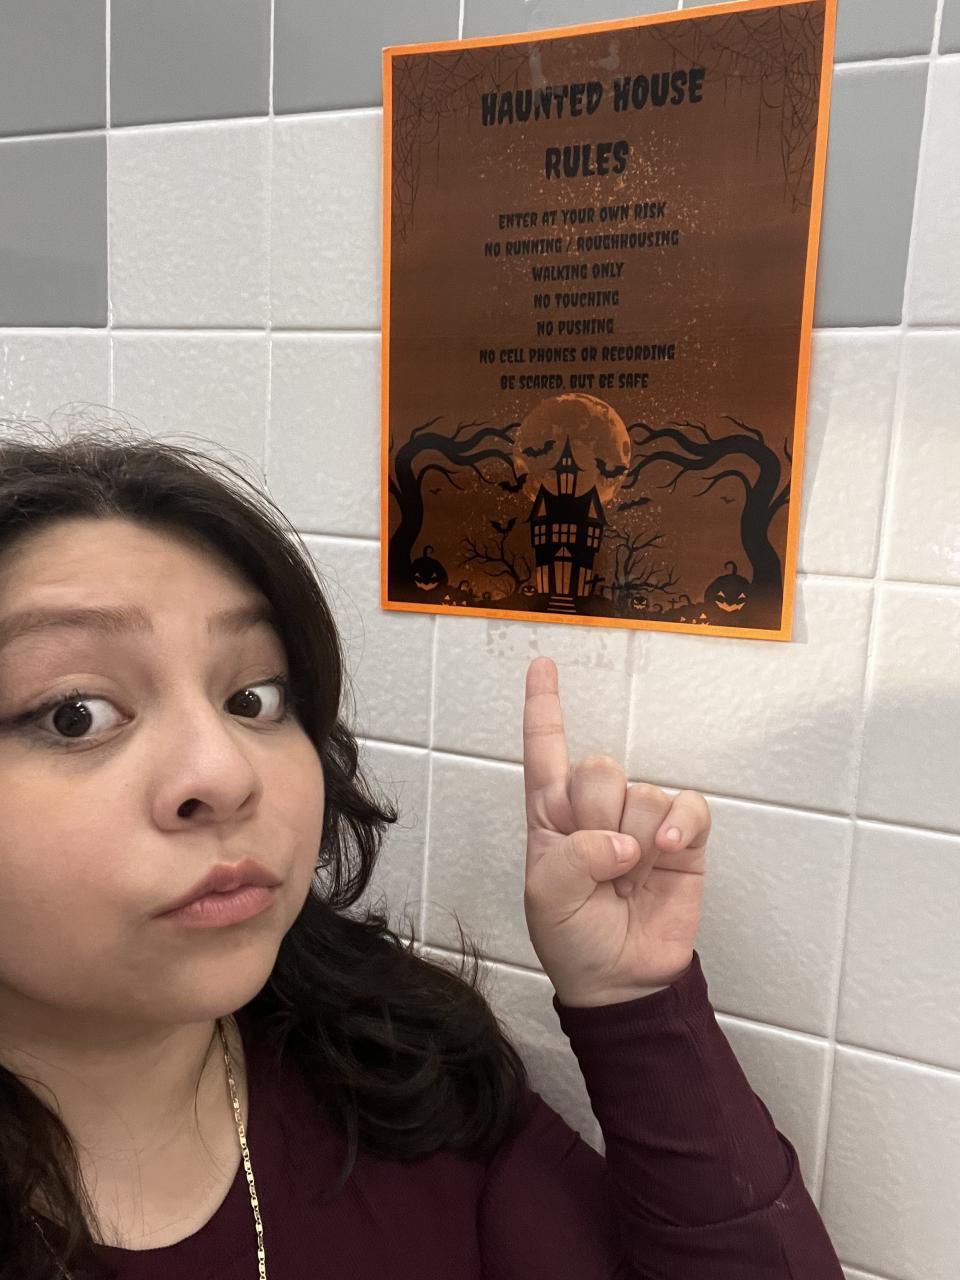 HAUNTED HOUSE
RULES
ENTER AT YOUR OWN RISK
NO RUNNING / ROUGHHOUSING
WALKING ONLY
NO TOUCHING
NO PUSHING
NO CELL PHONES OR RECORDING
BE SCARED, BUT BE SAFE